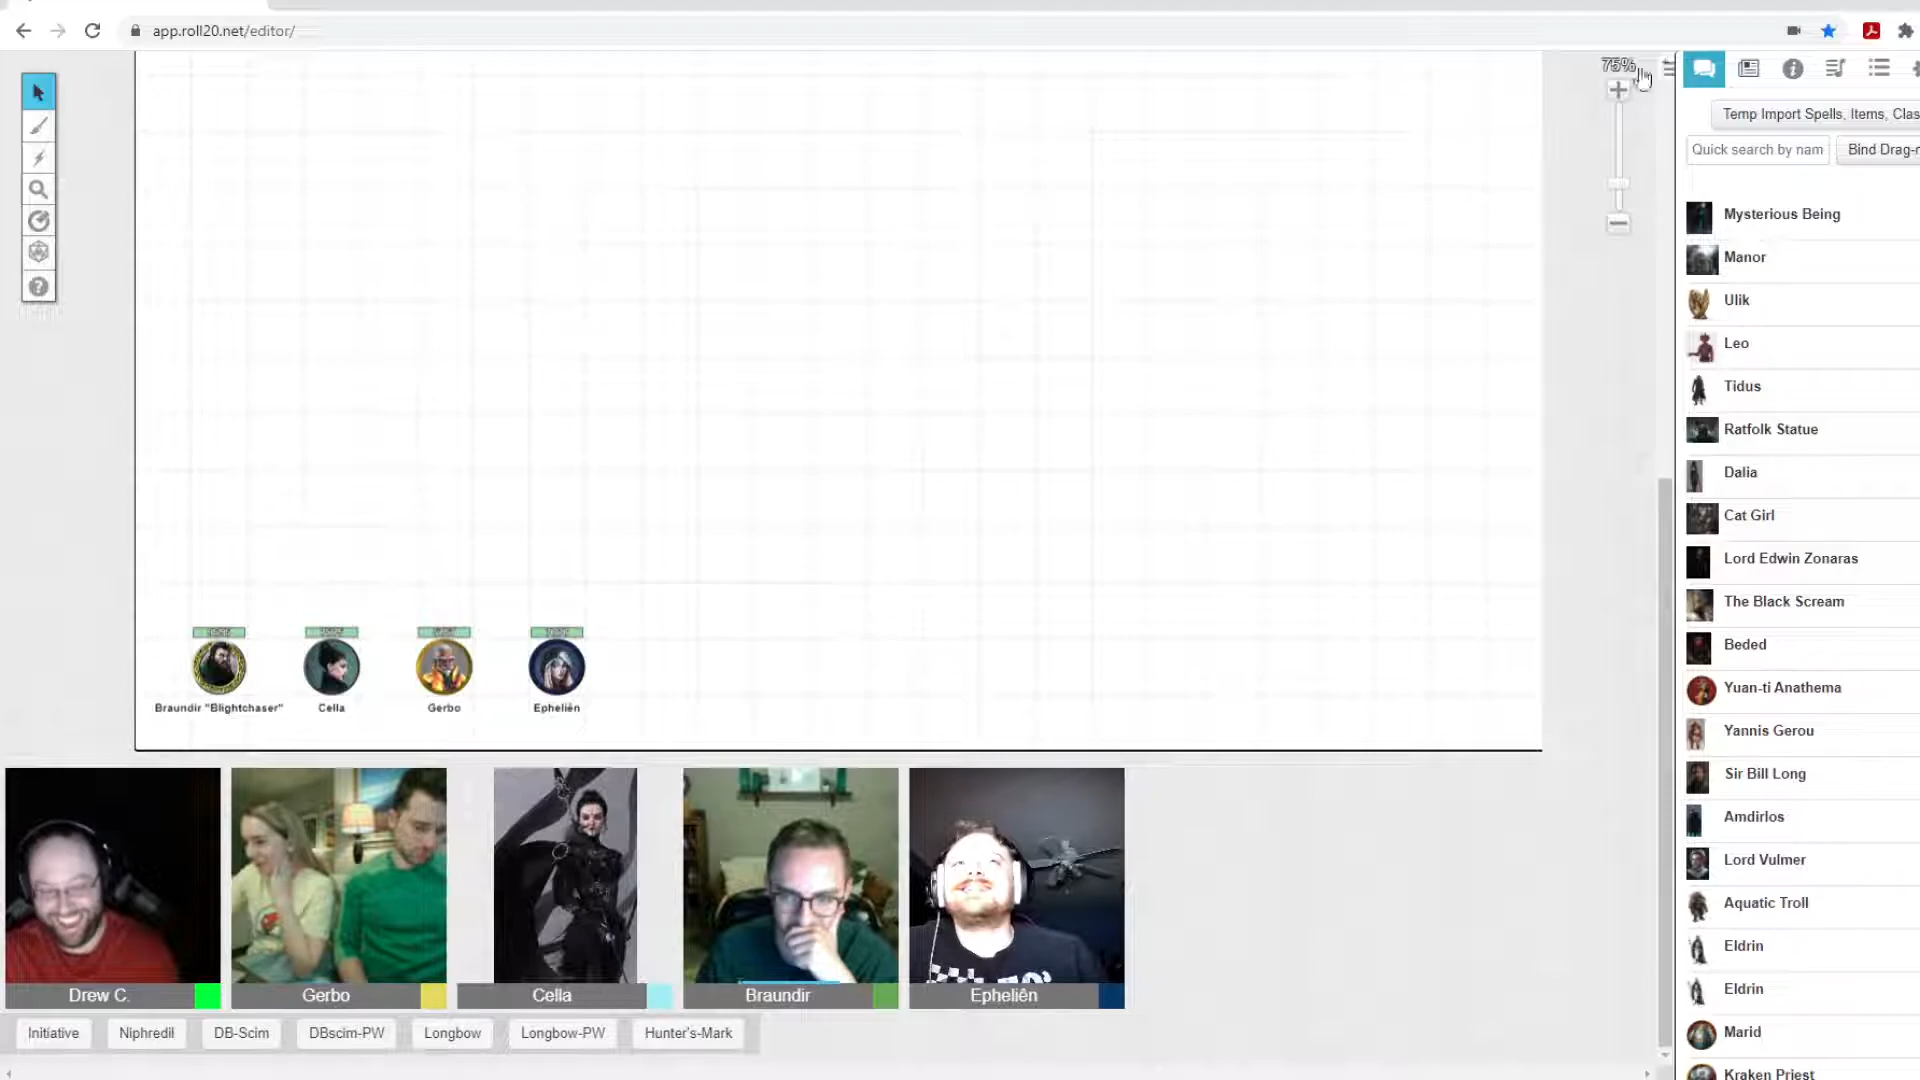 app.roll20.net/editor/
75%
Temp Import Spells, Items, Clas
Quick search by nam
Bind Drag-
Mysterious Being
Manor
Ulik
Leo
Tidus
Ratfolk Statue
Dalia
Cat Girl
Lord Edwin Zonaras
The Black Scream
Beded
Yuan-ti Anathema
Yannis Gerou
Sir Bill Long
Amdirlos
Lord Vulmer
Aquatic Troll
Eldrin
Eldrin
Marid
Kraken Priest
Braundir "Blightchaser"
Cella
Gerbo
Epheliên
Drew C.
Gerbo
Cella
Braundir
Epheliên
Initiative
Niphredil
DB-Scim
DBscim-PW
Longbow
Longbow-PW
Hunter's-Mark